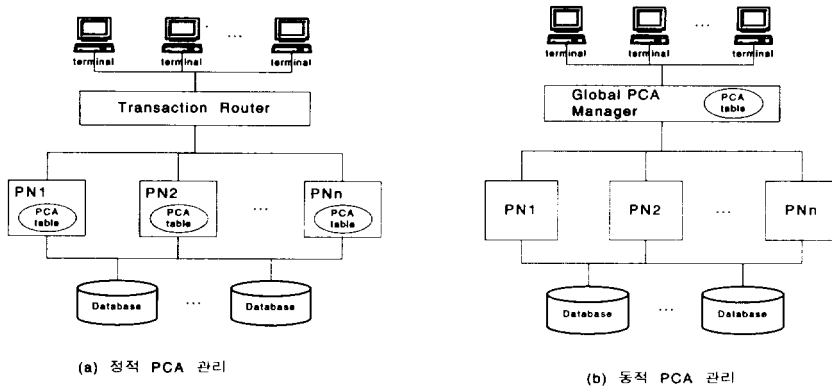 terminal
terminal
...
terminal
Transaction Router
PN1
PCA
table
PN2
PCA
table
...
PNn
PCA
table
Database
...
Database
(a) 정적 PCA 관리
terminal
terminal
...
terminal
Global PCA
Manager
PCA
table
PN1
PN2
...
PNn
Database
...
Database
(b) 동적 PCA 관리